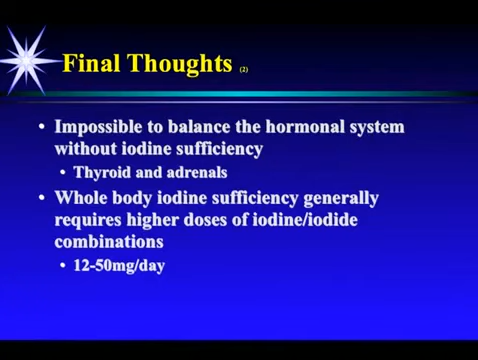 Final Thoughts (2)
• Impossible to balance the hormonal system
without iodine sufficiency
• Thyroid and adrenals
• Whole body iodine sufficiency generally
requires higher doses of iodine/iodide
combinations
• 12-50mg/day